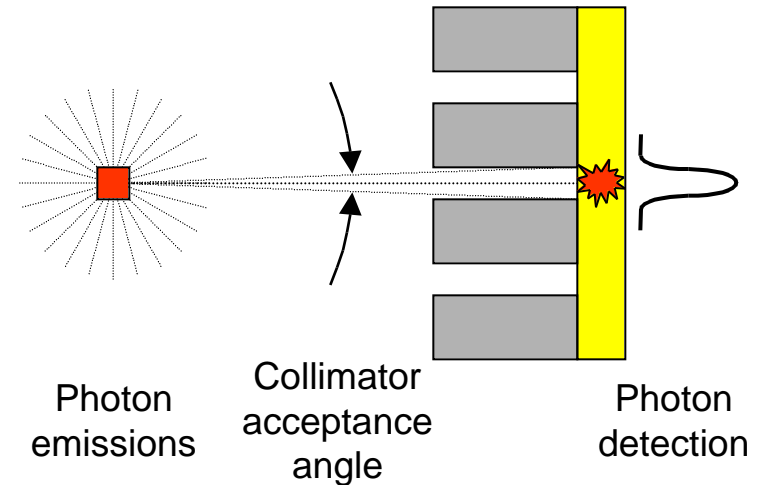 Photon
emissions
Collimator
acceptance
angle
Photon
detection